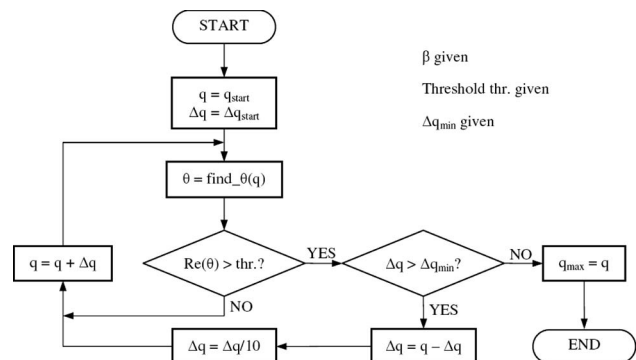 START
β given
Threshold thr. given
Δq_min given
q = q_start
Δq = Δq_start
θ = find_θ(q)
q = q + Δq
Re(θ) > thr.?
YES
Δq > Δq_min?
NO
q_max = q
NO
YES
Δq = Δq/10
Δq = q – Δq
END